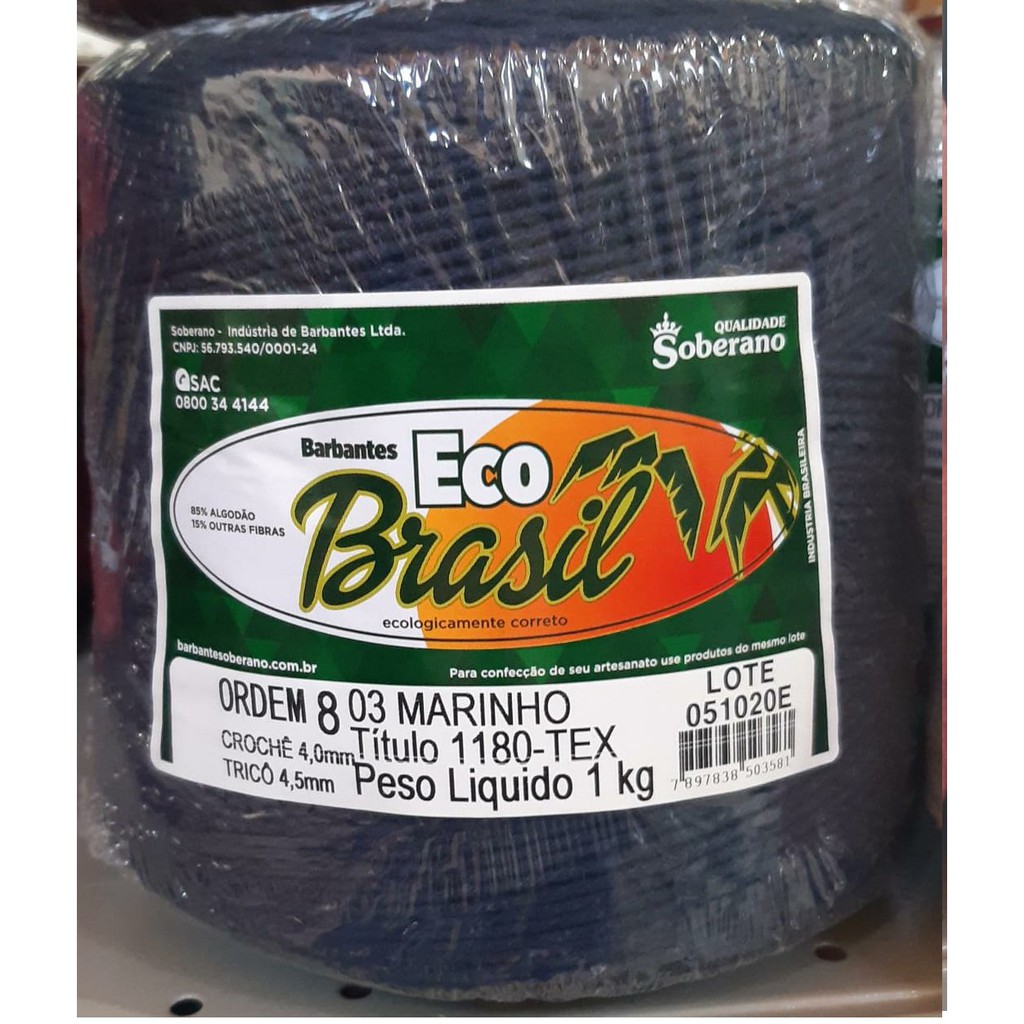 Soberano - Indústria de Barbantes Ltda.
CNPJ: 56.793.540/0001-24
SAC
0800 34 4144
QUALIDADE
Soberano
Barbantes Eco
Brasil
85% ALGODÃO
15% OUTRAS FIBRAS
ecologicamente correto
INDÚSTRIA BRASILEIRA
barbantesoberano.com.br
Para confecção de seu artesanato use produtos do mesmo lote
ORDEM 8 03 MARINHO
CROCHÊ 4,0mm Título 1180-TEX
TRICÔ 4,5mm Peso Liquido 1 kg
LOTE
051020E
7 897838 503581